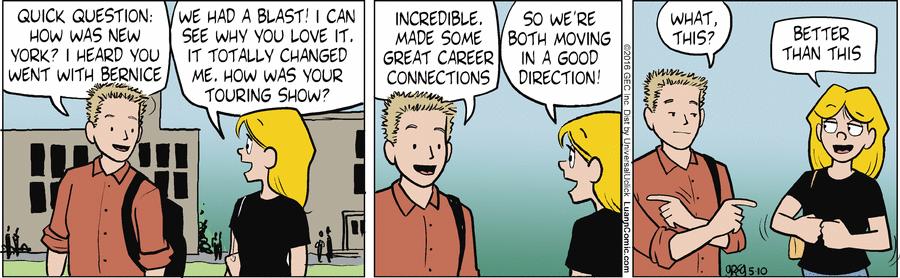 QUICK QUESTION:
HOW WAS NEW
YORK? I HEARD YOU
WENT WITH BERNICE
WE HAD A BLAST! I CAN
SEE WHY YOU LOVE IT.
IT TOTALLY CHANGED
ME. HOW WAS YOUR
TOURING SHOW?
INCREDIBLE.
MADE SOME
GREAT CAREER
CONNECTIONS
SO WE'RE
BOTH MOVING
IN A GOOD
DIRECTION!
©2016 GEC Inc. Dist by UniversalUclick LuannComic.com
WHAT,
THIS?
BETTER
THAN THIS
GREG 5·10